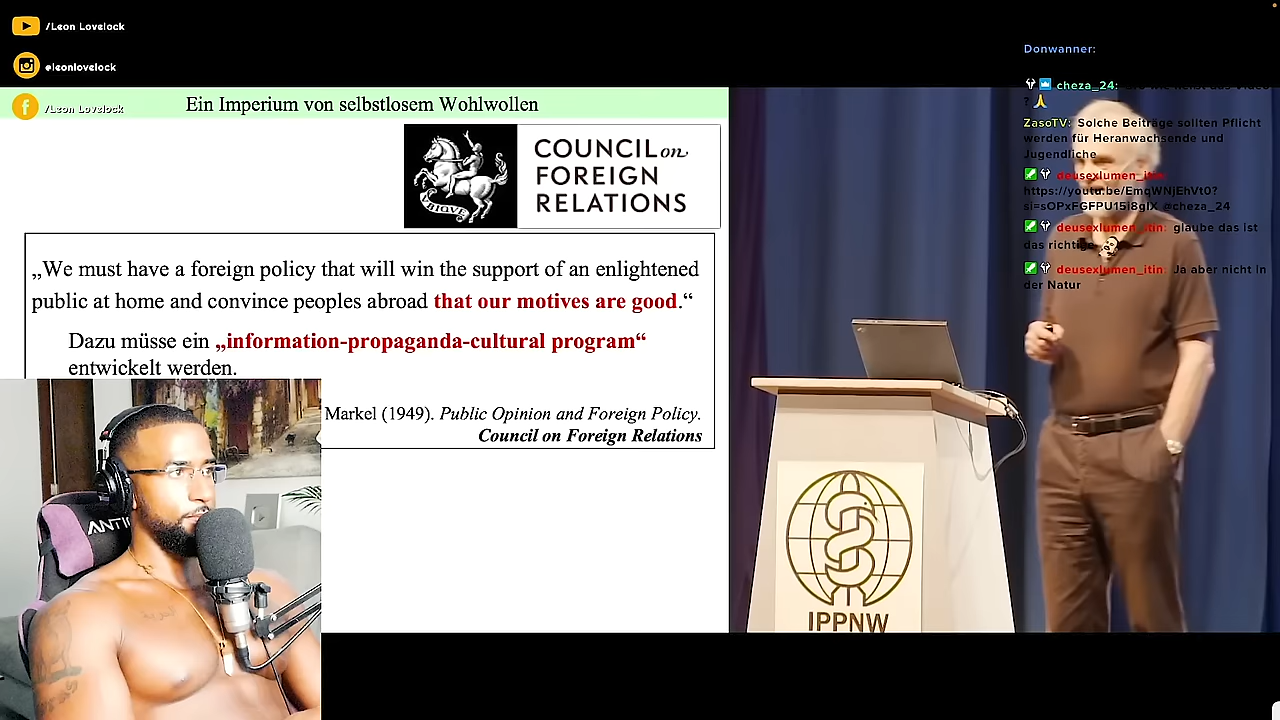 /Leon Lovelock
@leonlovelock
/Leon Lovelock
Ein Imperium von selbstlosem Wohlwollen
VBIQVE
COUNCIL on
FOREIGN
RELATIONS
„We must have a foreign policy that will win the support of an enlightened
public at home and convince peoples abroad that our motives are good.“
Dazu müsse ein „information-propaganda-cultural program“
entwickelt werden.
Markel (1949). Public Opinion and Foreign Policy.
Council on Foreign Relations
ANTI
IPPNW
Donwanner:
cheza_24:
? 🙏
ZasoTV: Solche Beiträge sollten Pflicht
werden für Heranwachsende und
Jugendliche
deusexlumen_itin:
https://youtu.be/EmqWNjEhVt0?
si=sOPxFGFPU15i8glX @cheza_24
deusexlumen_itin: glaube das ist
das richtige
deusexlumen_itin: Ja aber nicht in
der Natur